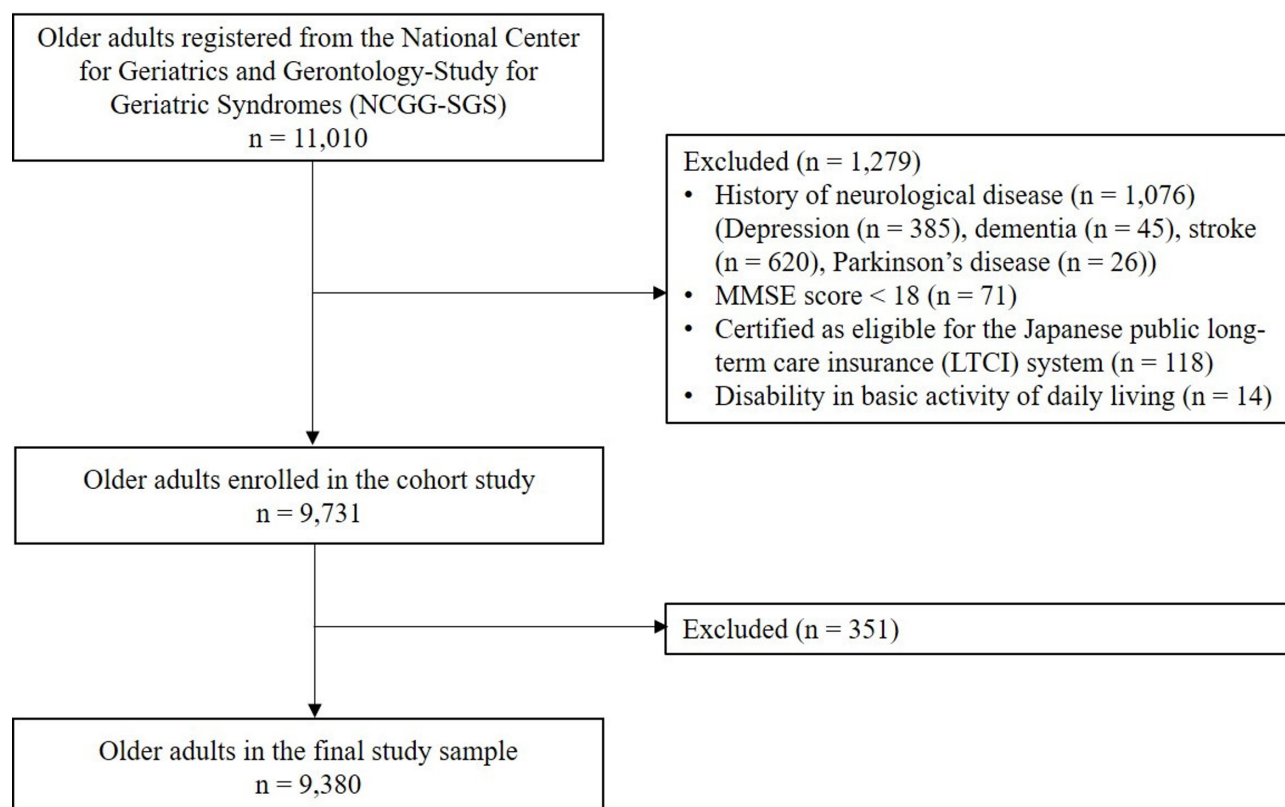 Older adults registered from the National Center
for Geriatrics and Gerontology-Study for
Geriatric Syndromes (NCGG-SGS)
n = 11,010
Excluded (n = 1,279)
• History of neurological disease (n = 1,076)
(Depression (n = 385), dementia (n = 45), stroke
(n = 620), Parkinson’s disease (n = 26))
• MMSE score < 18 (n = 71)
• Certified as eligible for the Japanese public long-
term care insurance (LTCI) system (n = 118)
• Disability in basic activity of daily living (n = 14)
Older adults enrolled in the cohort study
n = 9,731
Excluded (n = 351)
Older adults in the final study sample
n = 9,380